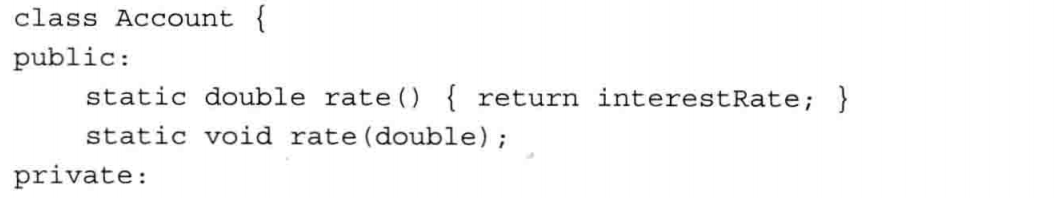 class Account {
public:
    static double rate() { return interestRate; }
    static void rate(double);
private: